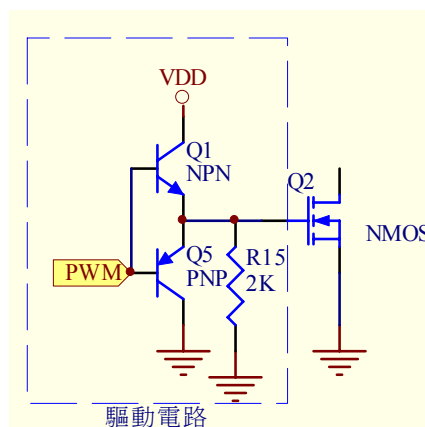 VDD
Q1
NPN
Q2
NMOS
Q5
PNP
R15
2K
PWM
驅動電路